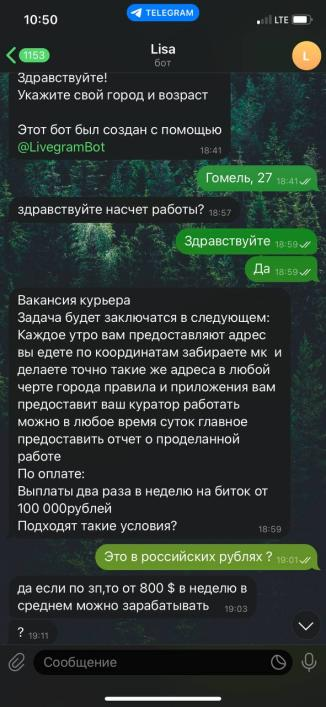 10:50
TELEGRAM
LTE
1153
Lisa
бот
L
Здравствуйте!
Укажите свой город и возраст
Этот бот был создан с помощью
@LivegramBot
18:41
Гомель, 27 18:41
здравствуйте насчет работы? 18:57
Здравствуйте 18:59
Да 18:59
Вакансия курьера
Задача будет заключатся в следующем:
Каждое утро вам предоставляют адрес
вы едете по координатам забираете мк и
делаете точно такие же адреса в любой
черте города правила и приложения вам
предоставит ваш куратор работать
можно в любое время суток главное
предоставить отчет о проделанной
работе
По оплате:
Выплаты два раза в неделю на биток от
100 000рублей
Подходят такие условия?
18:59
Это в российских рублях ? 19:01
да если по зп,то от 800 $ в неделю в
среднем можно зарабатывать 19:03
? 19:11
Сообщение